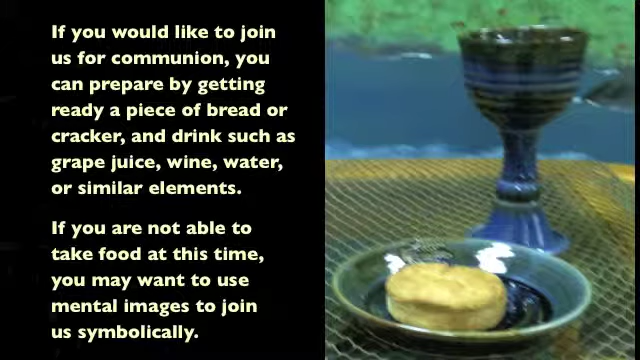 If you would like to join
us for communion, you
can prepare by getting
ready a piece of bread or
cracker, and drink such as
grape juice, wine, water,
or similar elements.
If you are not able to
take food at this time,
you may want to use
mental images to join
us symbolically.